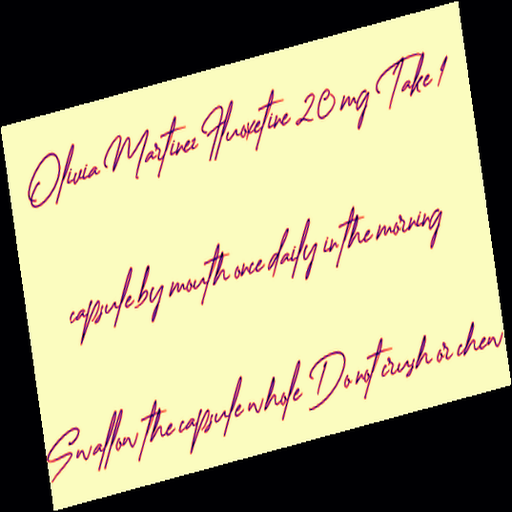 Olivia Martinez Fluoxetine 20 mg Take 1
capsule by mouth once daily in the morning
Swallow the capsule whole Do not crush or chew